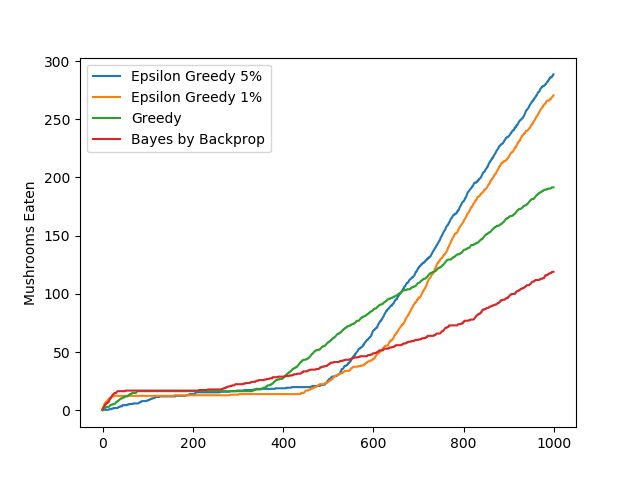 300
250
200
150
100
50
0
Mushrooms Eaten
Epsilon Greedy 5%
Epsilon Greedy 1%
Greedy
Bayes by Backprop
0 200 400 600 800 1000